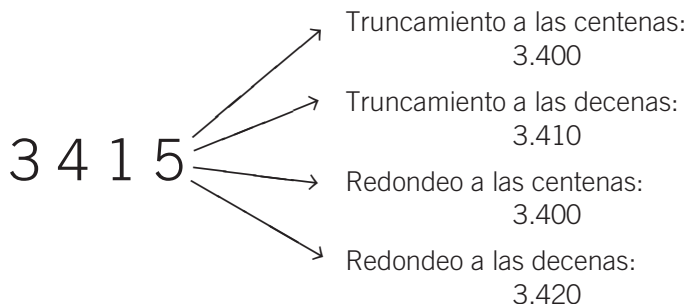 3 4 1 5
Truncamiento a las centenas:
3.400
Truncamiento a las decenas:
3.410
Redondeo a las centenas:
3.400
Redondeo a las decenas:
3.420